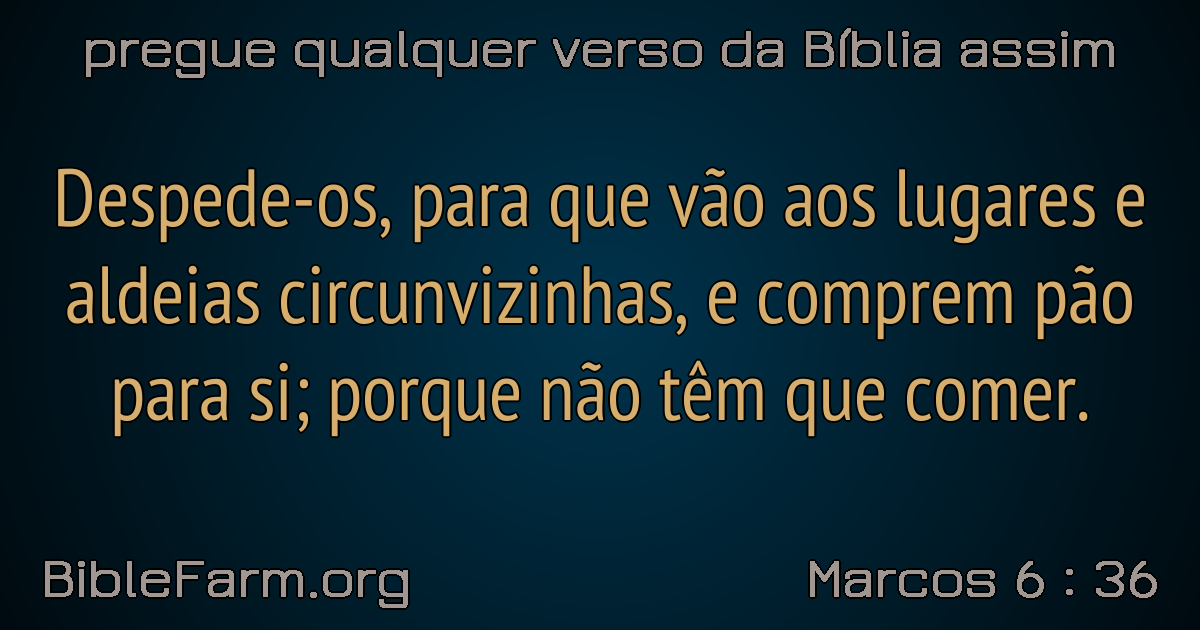 pregue qualquer verso da Bíblia assim
Despede-os, para que vão aos lugares e
aldeias circunvizinhas, e comprem pão
para si; porque não têm que comer.
BibleFarm.org
Marcos 6 : 36